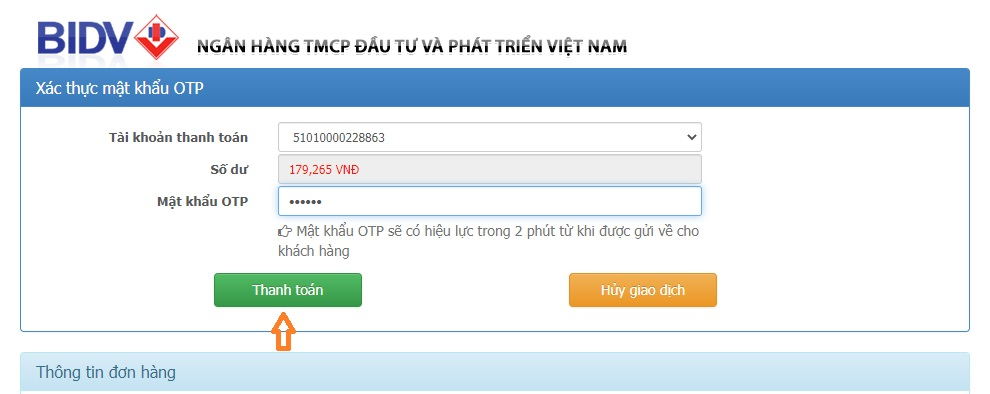 BIDV NGÂN HÀNG TMCP ĐẦU TƯ VÀ PHÁT TRIỂN VIỆT NAM
Xác thực mật khẩu OTP
Tài khoản thanh toán 51010000228863
Số dư 179,265 VNĐ
Mật khẩu OTP ••••••
Mật khẩu OTP sẽ có hiệu lực trong 2 phút từ khi được gửi về cho
khách hàng
Thanh toán Hủy giao dịch
Thông tin đơn hàng